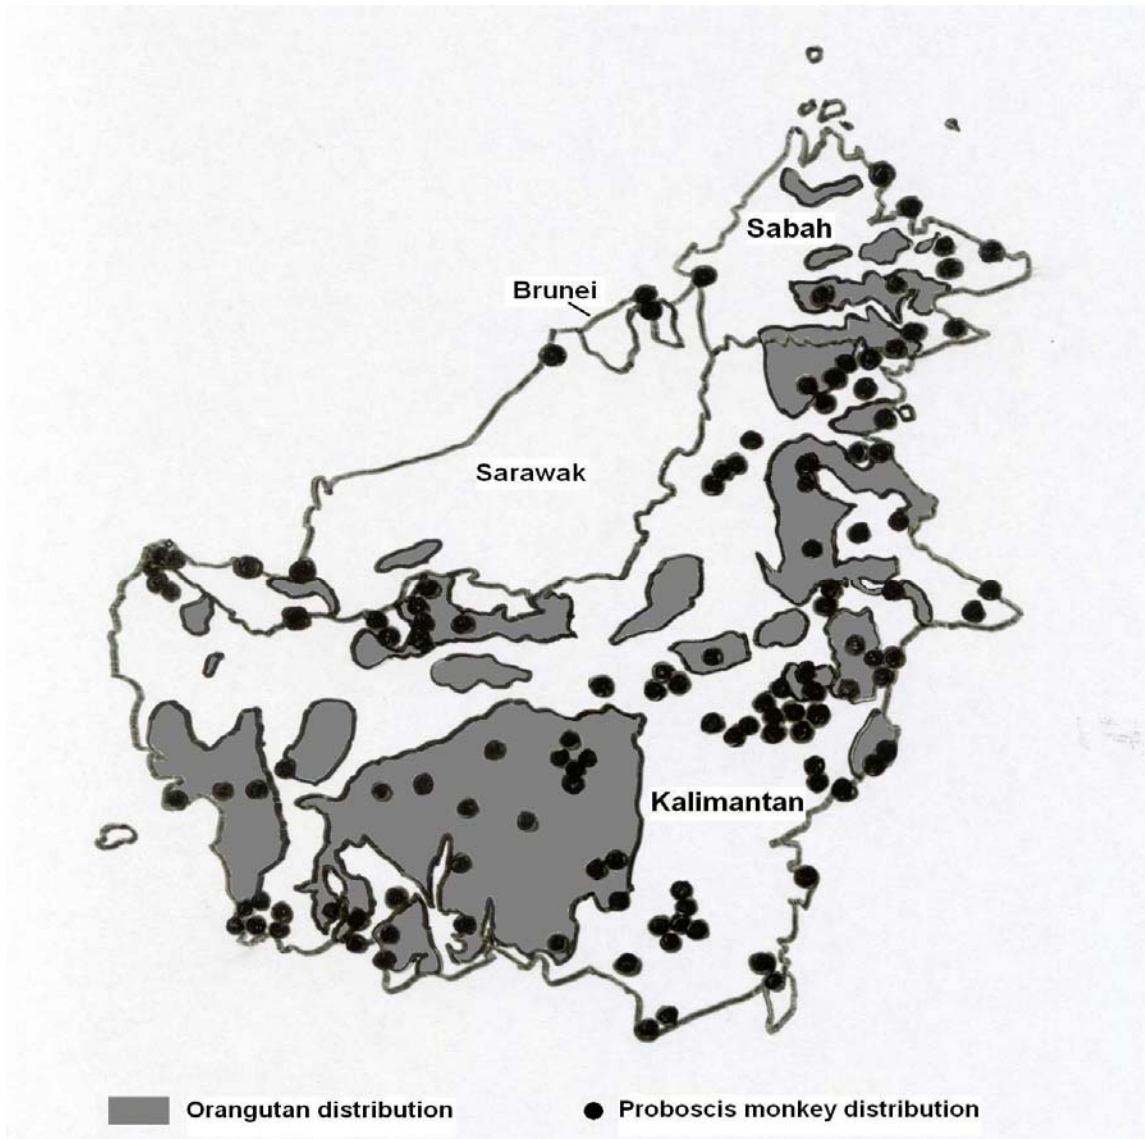 Sabah
Brunei
Sarawak
Kalimantan
Orangutan distribution
Proboscis monkey distribution